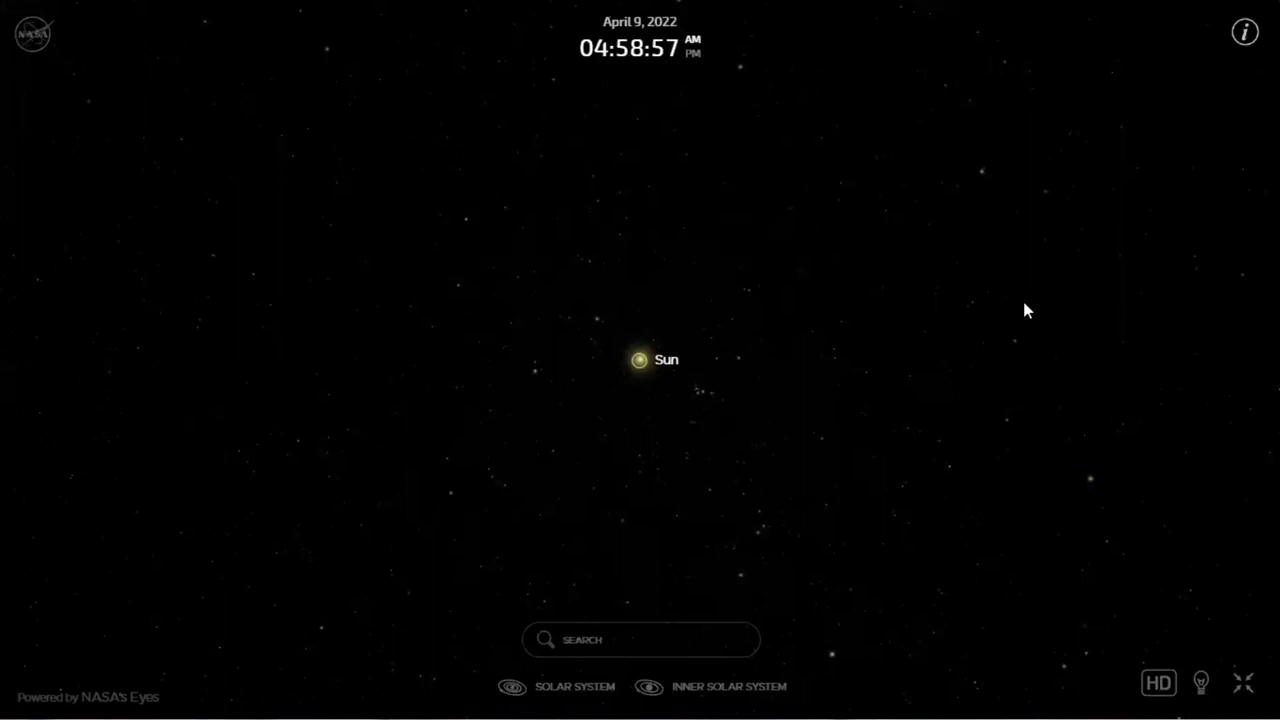 NASA
April 9, 2022
04:58:57 AM
PM
i
Sun
SEARCH
SOLAR SYSTEM INNER SOLAR SYSTEM
Powered by NASA's Eyes
HD